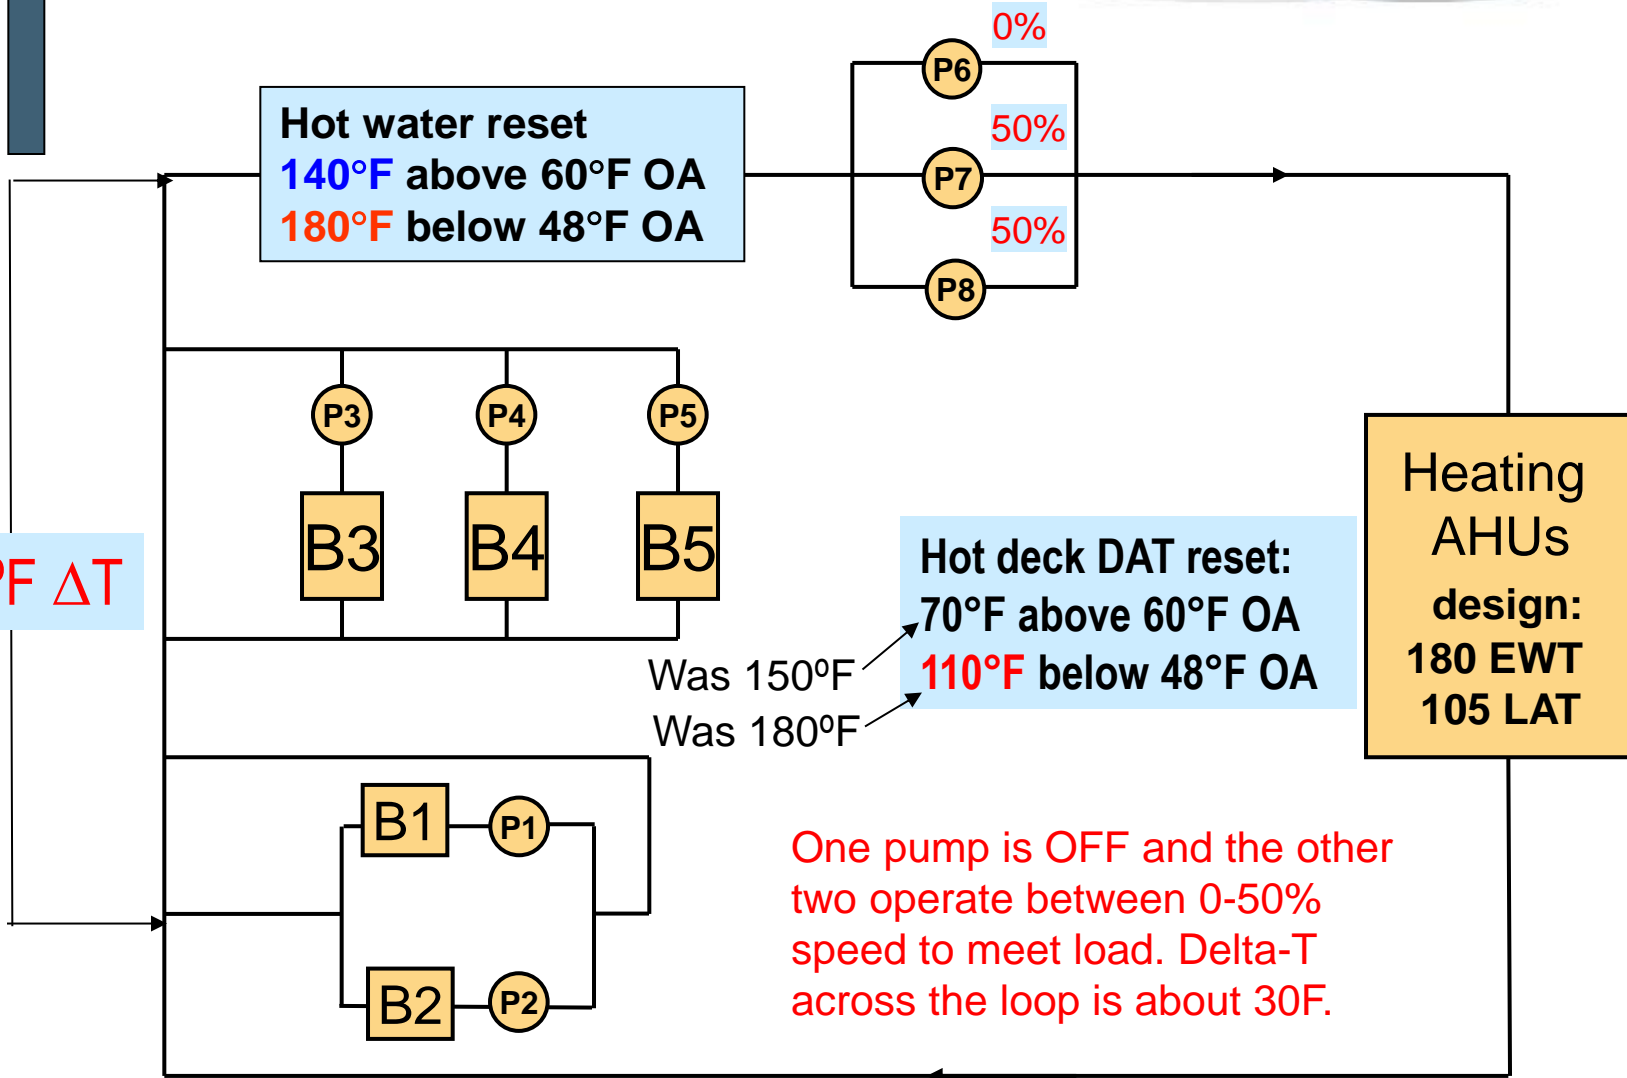 0%
P6
Hot water reset
140°F above 60°F OA
180°F below 48°F OA
50%
P7
50%
P8
P3
P4
P5
B3
B4
B5
ºF ΔT
Hot deck DAT reset:
70°F above 60°F OA
110°F below 48°F OA
Was 150ºF
Was 180ºF
Heating
AHUs
design:
180 EWT
105 LAT
B1
P1
B2
P2
One pump is OFF and the other
two operate between 0-50%
speed to meet load. Delta-T
across the loop is about 30F.